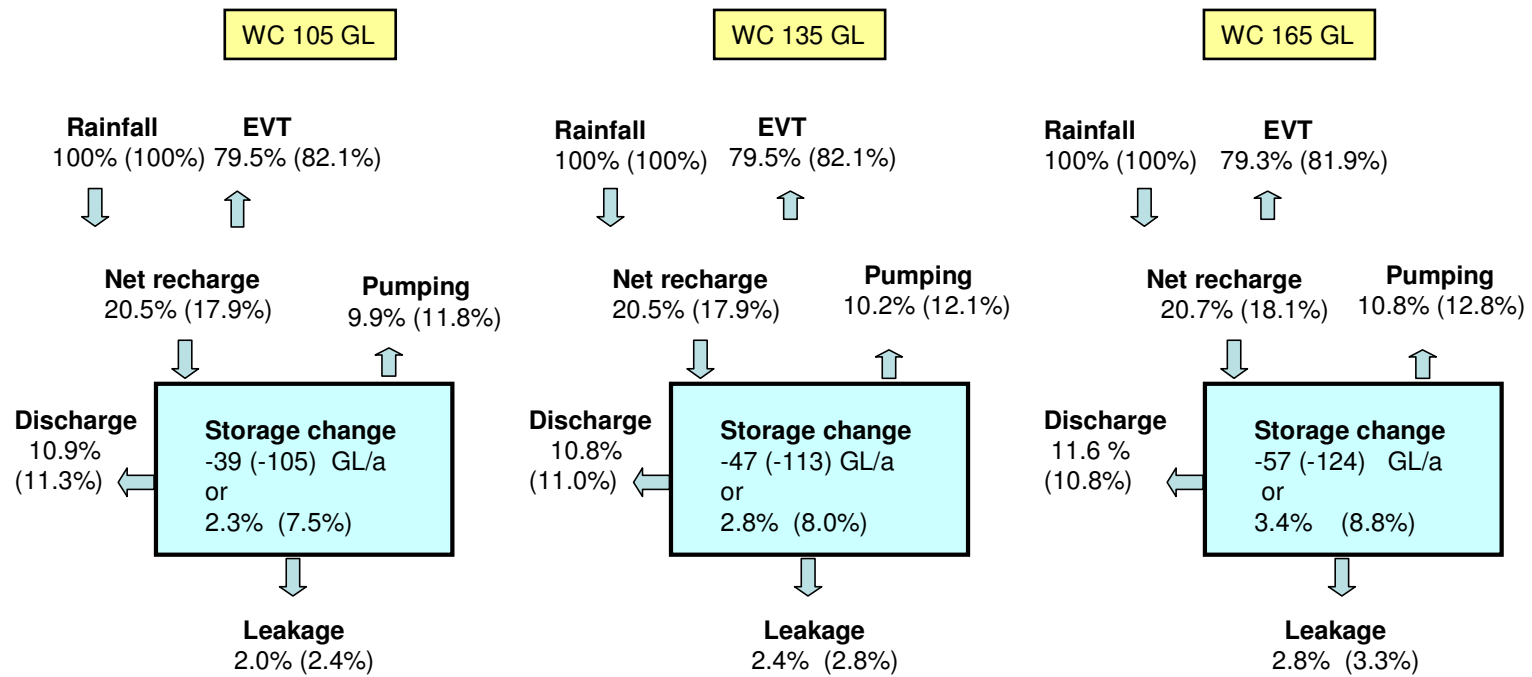 WC 105 GL
Rainfall
100% (100%)
EVT
79.5% (82.1%)
Net recharge
20.5% (17.9%)
Pumping
9.9% (11.8%)
Discharge
10.9%
(11.3%)
Storage change
-39 (-105) GL/a
or
2.3% (7.5%)
Leakage
2.0% (2.4%)
WC 135 GL
Rainfall
100% (100%)
EVT
79.5% (82.1%)
Net recharge
20.5% (17.9%)
Pumping
10.2% (12.1%)
Discharge
10.8%
(11.0%)
Storage change
-47 (-113) GL/a
or
2.8% (8.0%)
Leakage
2.4% (2.8%)
WC 165 GL
Rainfall
100% (100%)
EVT
79.3% (81.9%)
Net recharge
20.7% (18.1%)
Pumping
10.8% (12.8%)
Discharge
11.6 %
(10.8%)
Storage change
-57 (-124) GL/a
or
3.4% (8.8%)
Leakage
2.8% (3.3%)